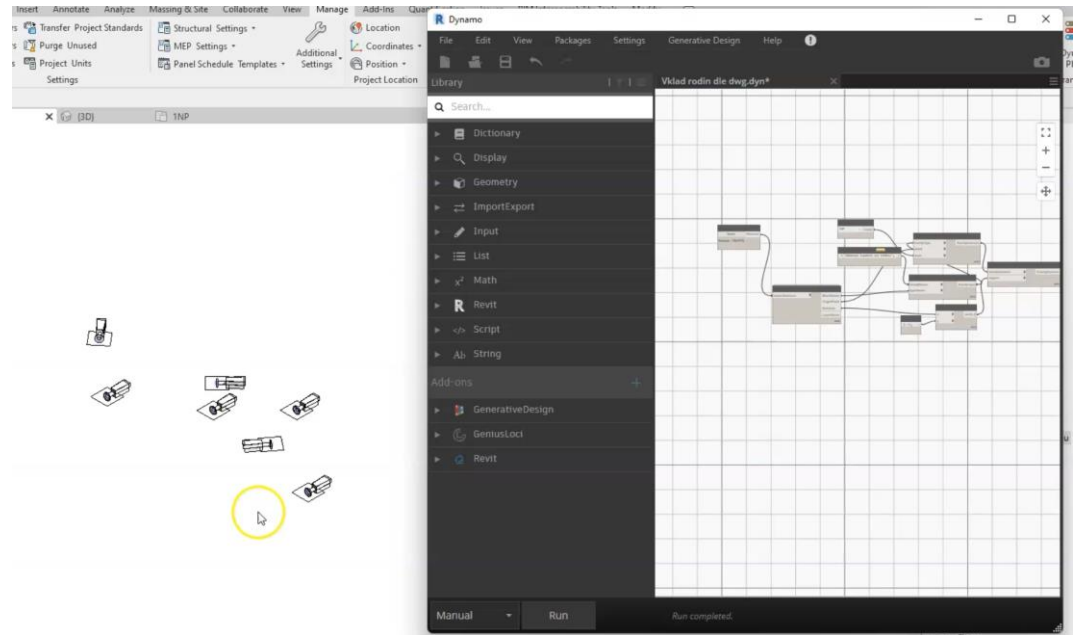 Insert Annotate Analyze Massing & Site Collaborate View Manage Add-Ins
Transfer Project Standards Structural Settings Location
Purge Unused MEP Settings Additional Settings Coordinates
Project Units Panel Schedule Templates Position
Settings Project Location
{3D} 1NP
Dynamo
File Edit View Packages Settings Generative Design Help
Library
Vklad rodin dle dwg.dyn*
Search...
Dictionary
Display
Geometry
ImportExport
Input
List
Math
Revit
Script
String
Add-ons
GenerativeDesign
GeniusLoci
Revit
Manual Run Run completed.